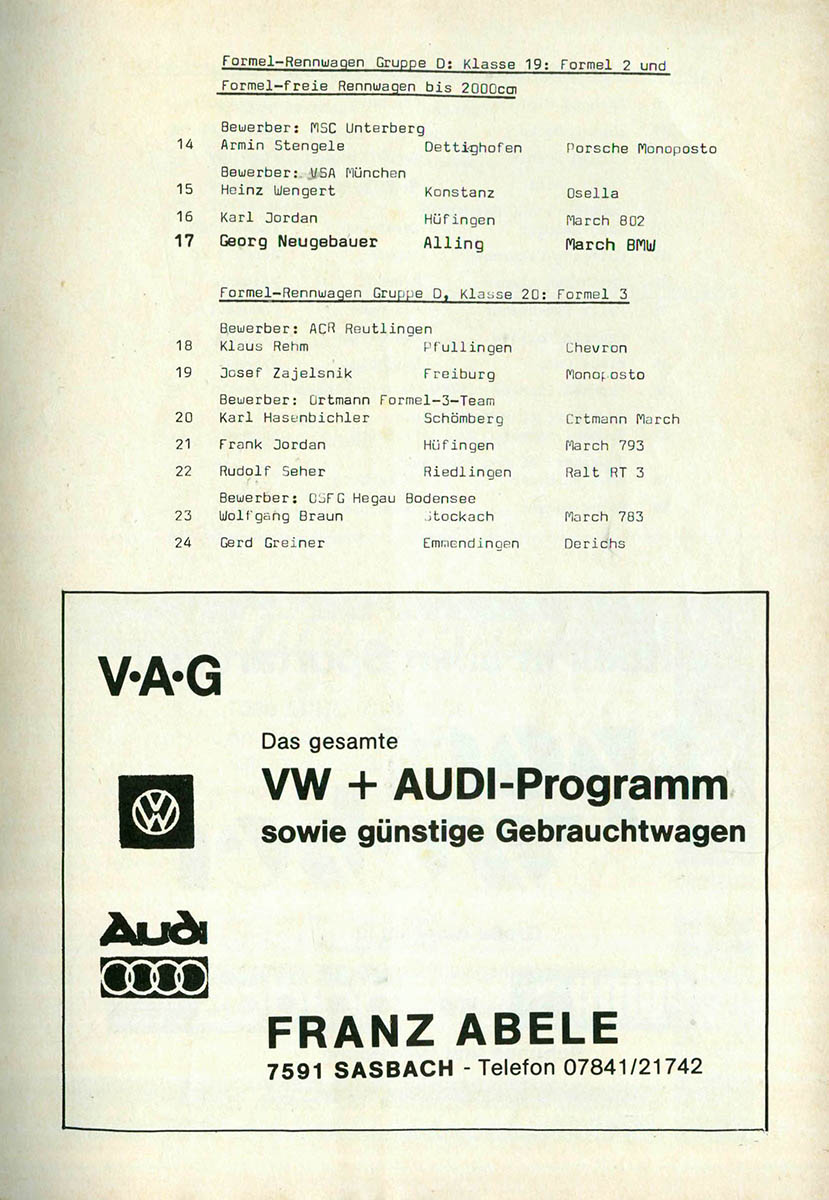 Formel-Rennwagen Gruppe D: Klasse 19: Formel 2 und
Formel-freie Rennwagen bis 2000cm
Bewerber: MSC Unterberg
14 Armin Stengele Dettighofen Porsche Monoposto
Bewerber: VSA München
15 Heinz Wengert Konstanz Osella
16 Karl Jordan Hüfingen March 802
17 Georg Neugebauer Alling March BMW
Formel-Rennwagen Gruppe D, Klasse 20: Formel 3
Bewerber: ACR Reutlingen
18 Klaus Rehm Pfullingen Chevron
19 Josef Zajelsnik Freiburg Monoposto
Bewerber: Ortmann Formel-3-Team
20 Karl Hasenbichler Schömberg Ortmann March
21 Frank Jordan Hüfingen March 793
22 Rudolf Seher Riedlingen Ralt RT 3
Bewerber: OSFG Hegau Bodensee
23 Wolfgang Braun Stockach March 783
24 Gerd Greiner Emmendingen Derichs
V·A·G
Das gesamte
VW + AUDI-Programm
sowie günstige Gebrauchtwagen
VW
Audi
FRANZ ABELE
7591 SASBACH - Telefon 07841/21742